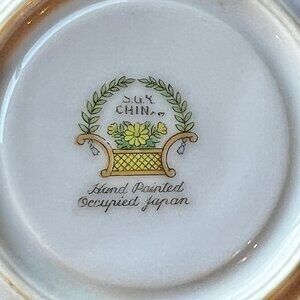 S.G.K.
CHINA
Hand Painted
Occupied Japan